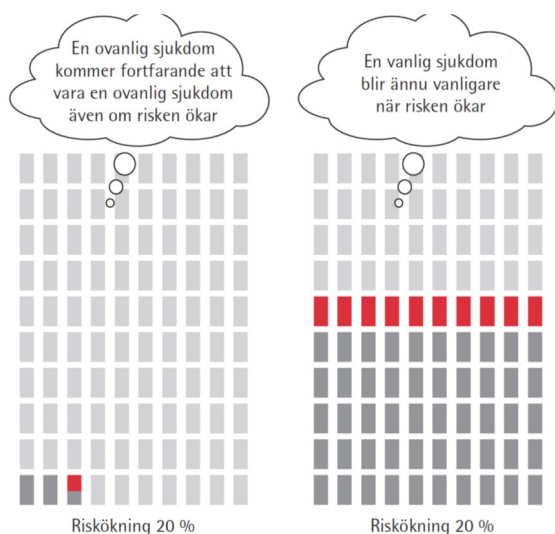 En ovanlig sjukdom
kommer fortfarande att
vara en ovanlig sjukdom
även om risken ökar
En vanlig sjukdom
blir ännu vanligare
när risken ökar
Riskökning 20 %
Riskökning 20 %